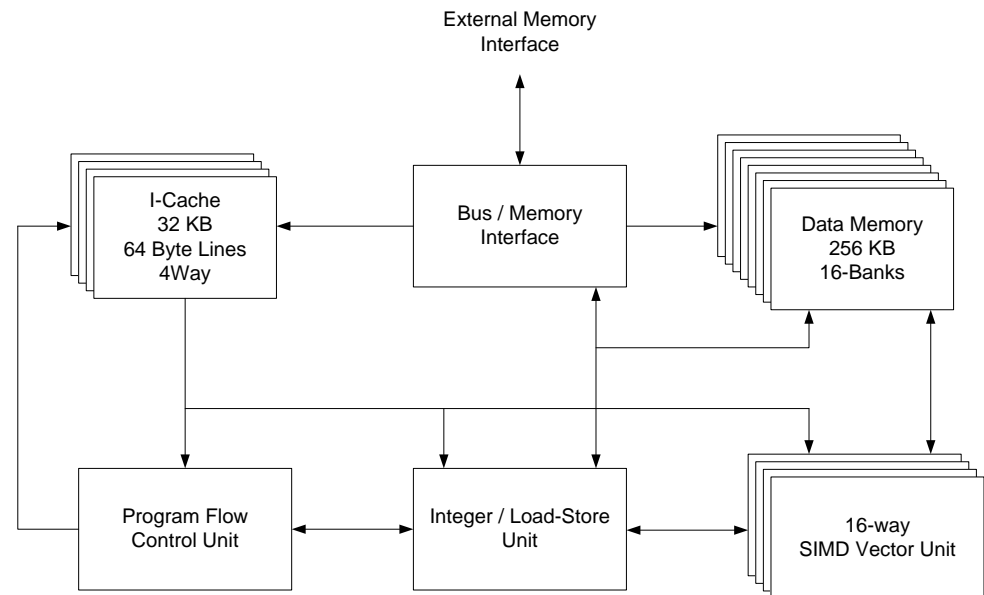 External Memory
Interface
I-Cache
32 KB
64 Byte Lines
4Way
Bus / Memory
Interface
Data Memory
256 KB
16-Banks
Program Flow
Control Unit
Integer / Load-Store
Unit
16-way
SIMD Vector Unit